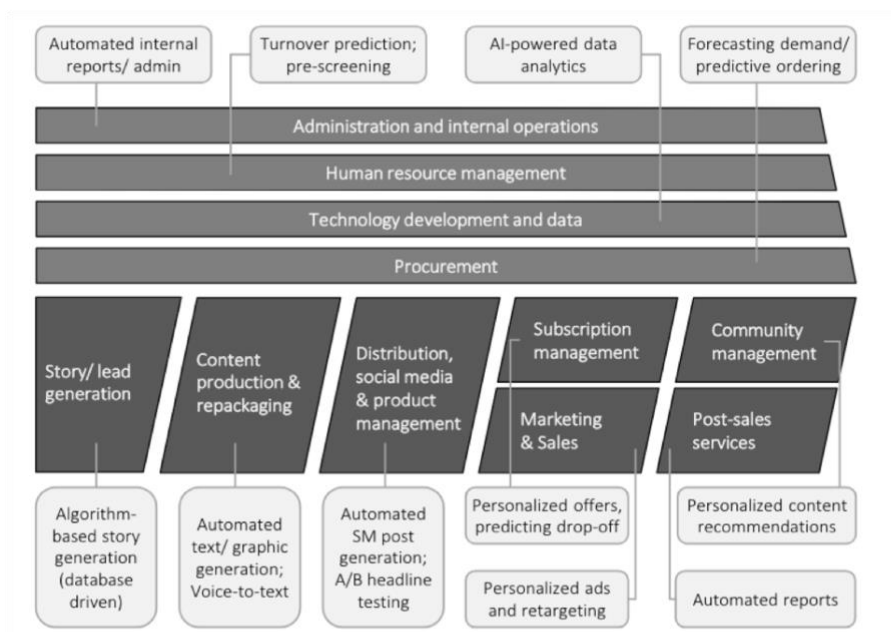 Automated internal
reports/ admin
Turnover prediction;
pre-screening
AI-powered data
analytics
Forecasting demand/
predictive ordering
Administration and internal operations
Human resource management
Technology development and data
Procurement
Story/ lead
generation
Content
production &
repackaging
Distribution,
social media
& product
management
Subscription
management
Community
management
Marketing
& Sales
Post-sales
services
Algorithm-
based story
generation
(database
driven)
Automated
text/ graphic
generation;
Voice-to-text
Automated
SM post
generation;
A/B headline
testing
Personalized offers,
predicting drop-off
Personalized content
recommendations
Personalized ads
and retargeting
Automated reports